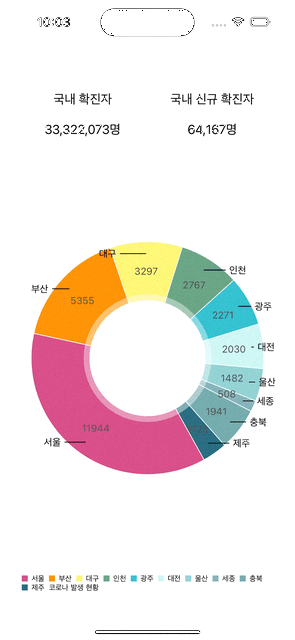 10:03
국내 확진자 국내 신규 확진자
33,322,073명 64,167명
대구
3297
인천
2767
부산
5355
광주
2271
대전
2030
울산
1482
508
세종
1941
충북
서울
11944
제주
서울 부산 대구 인천 광주 대전 울산 세종 충북
제주 코로나 발생 현황